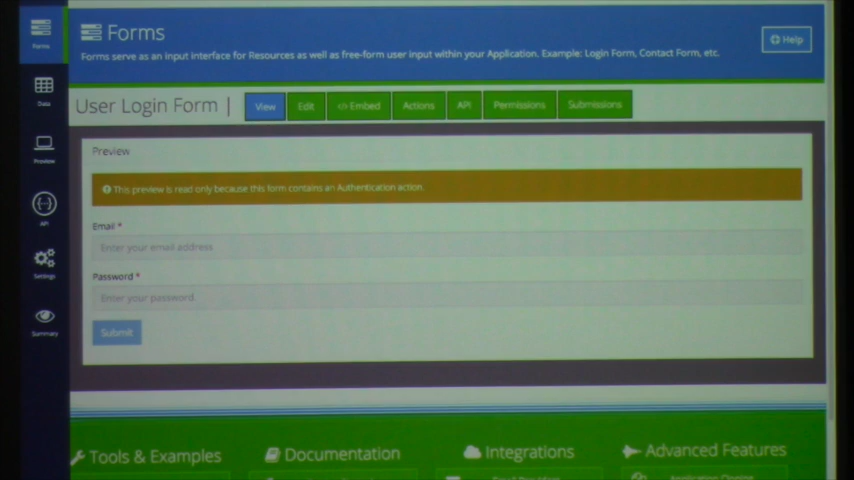 Forms
Forms serve as an input interface for Resources as well as free-form user input within your Application. Example: Login Form, Contact Form, etc.
Help
Forms
Data
Preview
API
Settings
Summary
User Login Form |
View
Edit
</> Embed
Actions
API
Permissions
Submissions
Preview
This preview is read only because this form contains an Authentication action.
Email *
Enter your email address
Password *
Enter your password.
Submit
Tools & Examples
Documentation
Integrations
Advanced Features
Email Providers